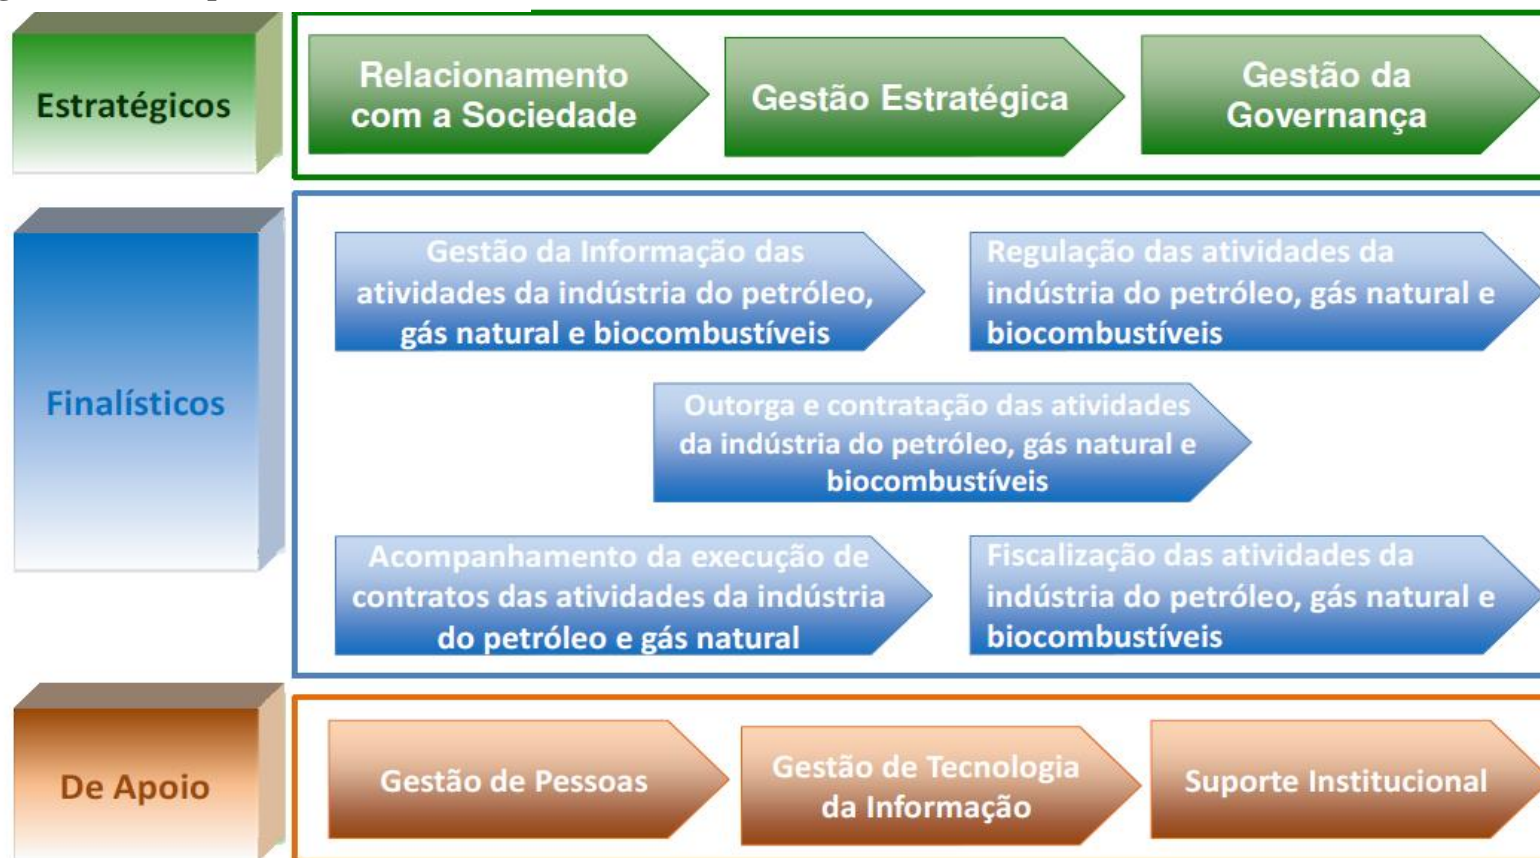 Estratégicos
Relacionamento
com a Sociedade
Gestão Estratégica
Gestão da
Governança
Finalísticos
Gestão da Informação das
atividades da indústria do petróleo,
gás natural e biocombustíveis
Regulação das atividades da
indústria do petróleo, gás natural e
biocombustíveis
Outorga e contratação das atividades
da indústria do petróleo, gás natural e
biocombustíveis
Acompanhamento da execução de
contratos das atividades da indústria
do petróleo e gás natural
Fiscalização das atividades da
indústria do petróleo, gás natural e
biocombustíveis
De Apoio
Gestão de Pessoas
Gestão de Tecnologia
da Informação
Suporte Institucional